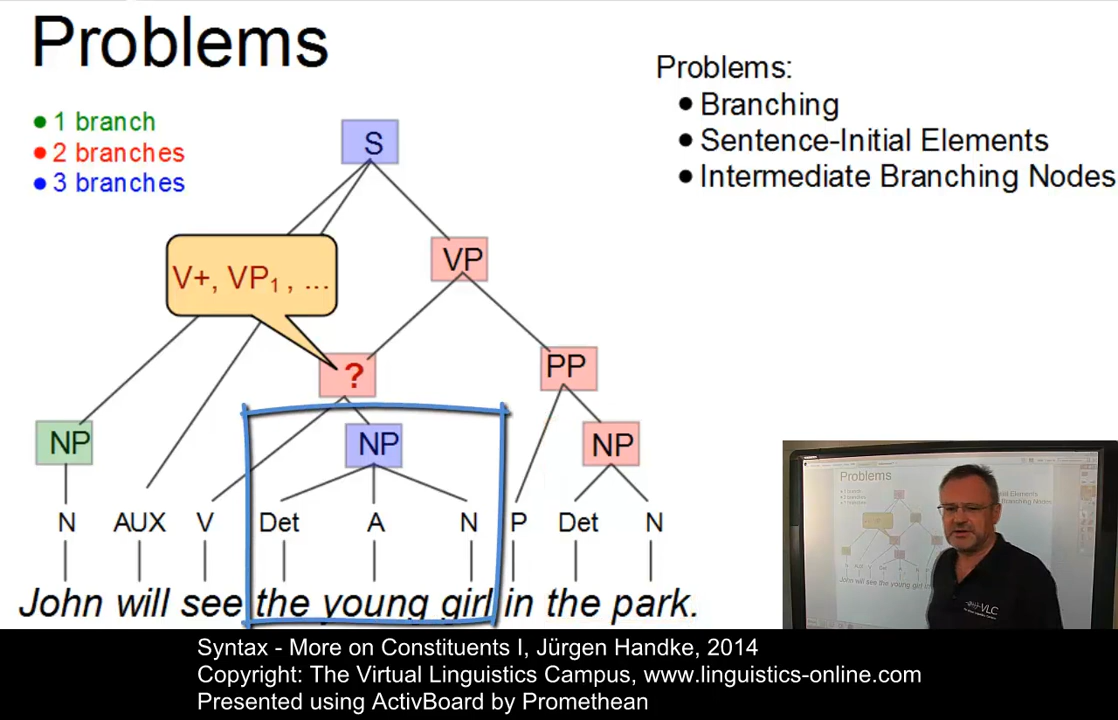 Problems
• 1 branch
• 2 branches
• 3 branches
Problems:
• Branching
• Sentence-Initial Elements
• Intermediate Branching Nodes
S
VP
V+, VP₁ , ...
?
PP
NP
NP
NP
N AUX V Det A N P Det N
John will see the young girl in the park.
Problems
VLC
Syntax - More on Constituents I, Jürgen Handke, 2014
Copyright: The Virtual Linguistics Campus, www.linguistics-online.com
Presented using ActivBoard by Promethean